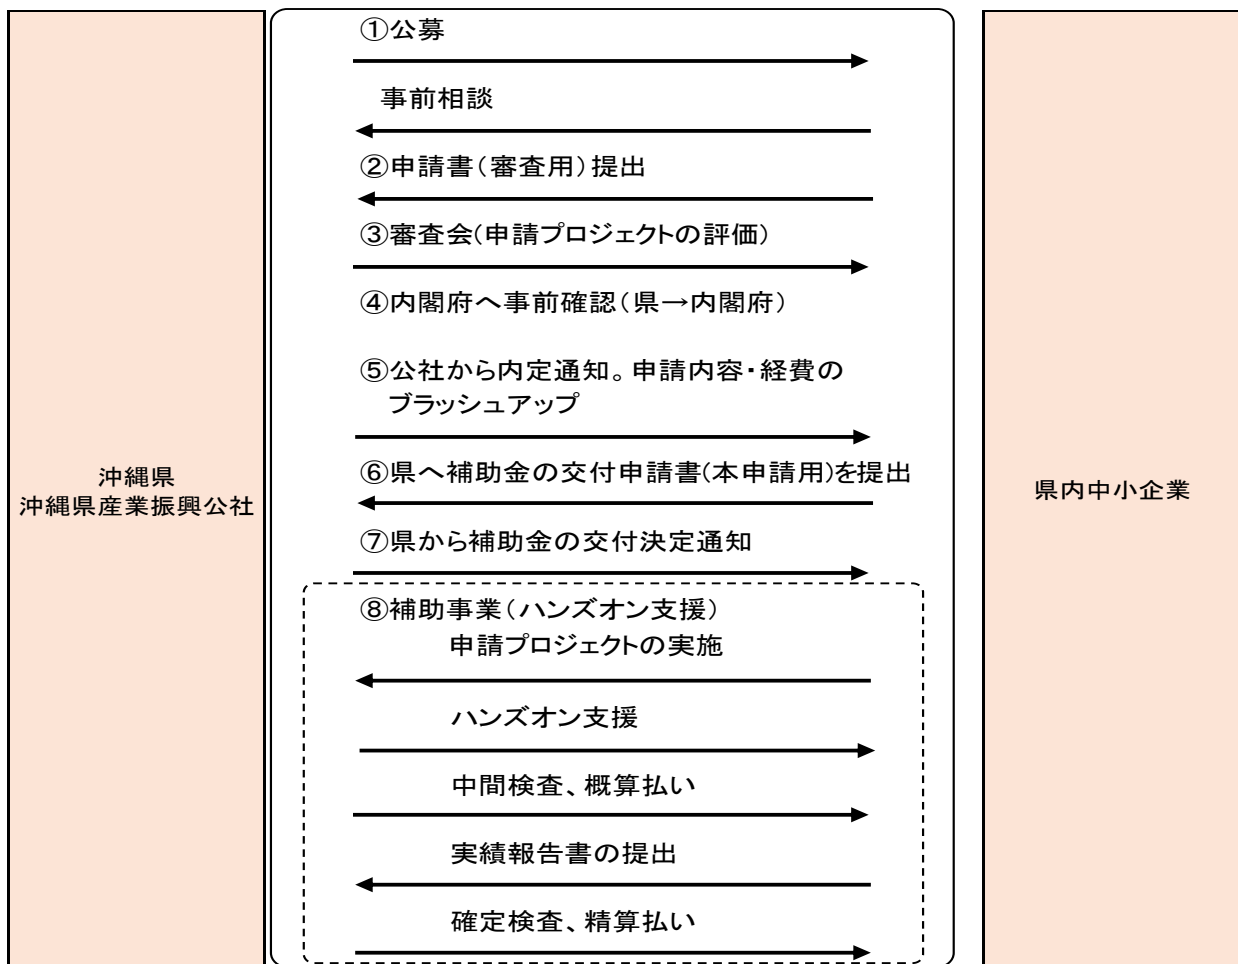 ①公募
事前相談
②申請書(審査用)提出
③審査会(申請プロジェクトの評価)
④内閣府へ事前確認(県→内閣府)
⑤公社から内定通知。申請内容・経費の
ブラッシュアップ
沖縄県
沖縄県産業振興公社
⑥県へ補助金の交付申請書(本申請用)を提出
県内中小企業
⑦県から補助金の交付決定通知
⑧補助事業(ハンズオン支援)
申請プロジェクトの実施
ハンズオン支援
中間検査、概算払い
実績報告書の提出
確定検査、精算払い